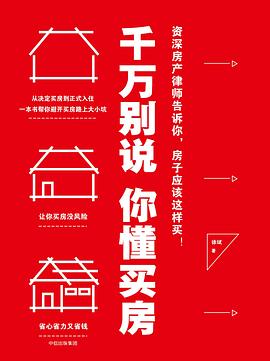 资深房产律师告诉你，房子应该这样买！
千万别说 你懂买房
从决定买房到正式入住
一本书帮你避开买房路上大小坑
让你买房没风险
省心省力又省钱
徐斌
著
中信出版集团